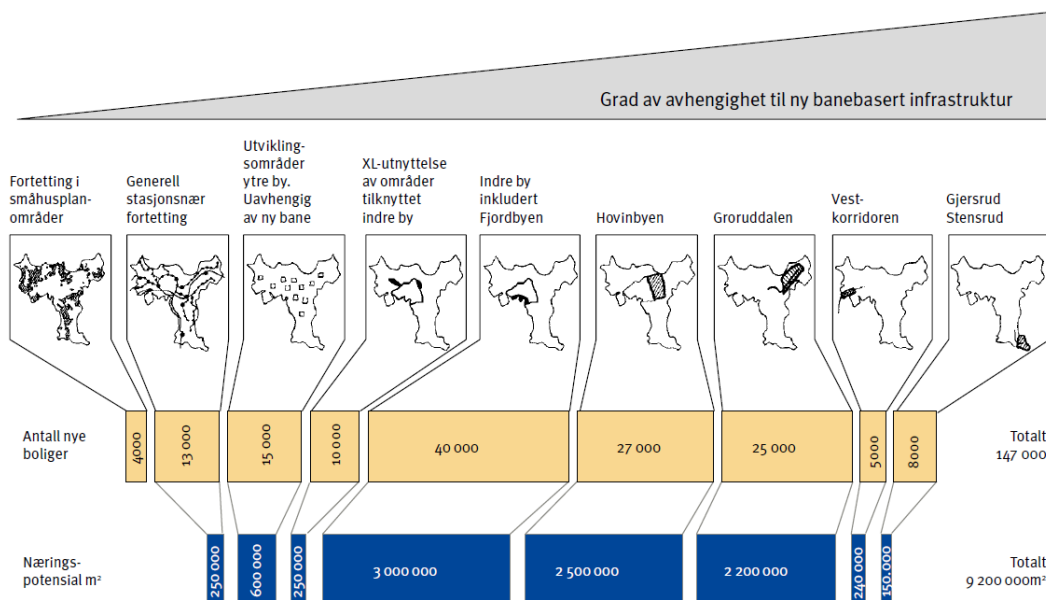 Grad av avhengighet til ny banebasert infrastruktur
Fortetting i
småhusplan-
områder
Generell
stasjonsnær
fortetting
Utviklings-
områder
ytre by.
Uavhengig
av ny bane
XL-utnyttelse
av områder
tilknyttet
indre by
Indre by
inkludert
Fjordbyen
Hovinbyen
Groruddalen
Vest-
korridoren
Gjersrud
Stensrud
Antall nye
boliger
4000
13 000
15 000
10 000
40 000
27 000
25 000
5000
8000
Totalt
147 000
Nærings-
potensial m²
250 000
600 000
250 000
3 000 000
2 500 000
2 200 000
240 000
150.000
Totalt
9 200 000m²